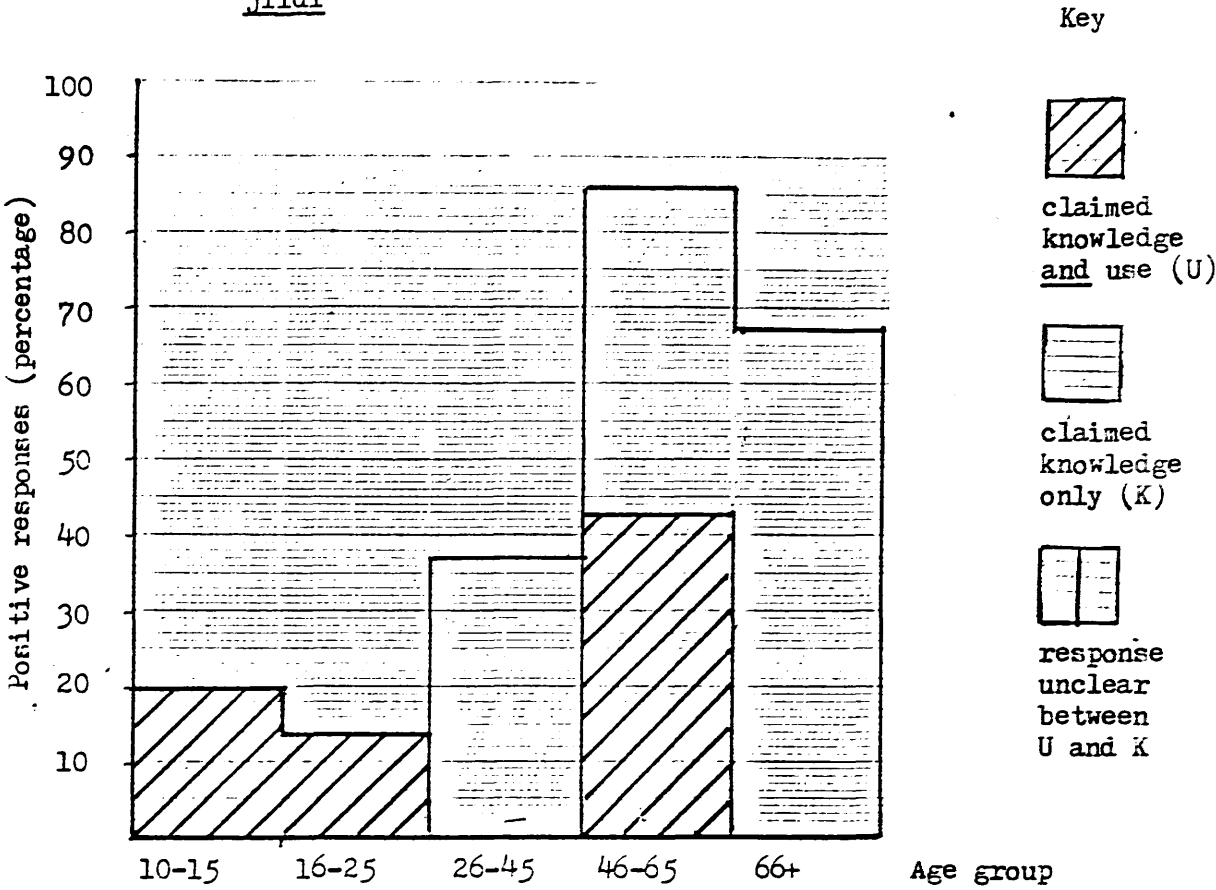 Key
100
90
80
70
60
50
40
30
20
10
Positive responses (percentage)
10-15 16-25 26-45 46-65 66+ Age group
claimed
knowledge
and use (U)
claimed
knowledge
only (K)
response
unclear
between
U and K